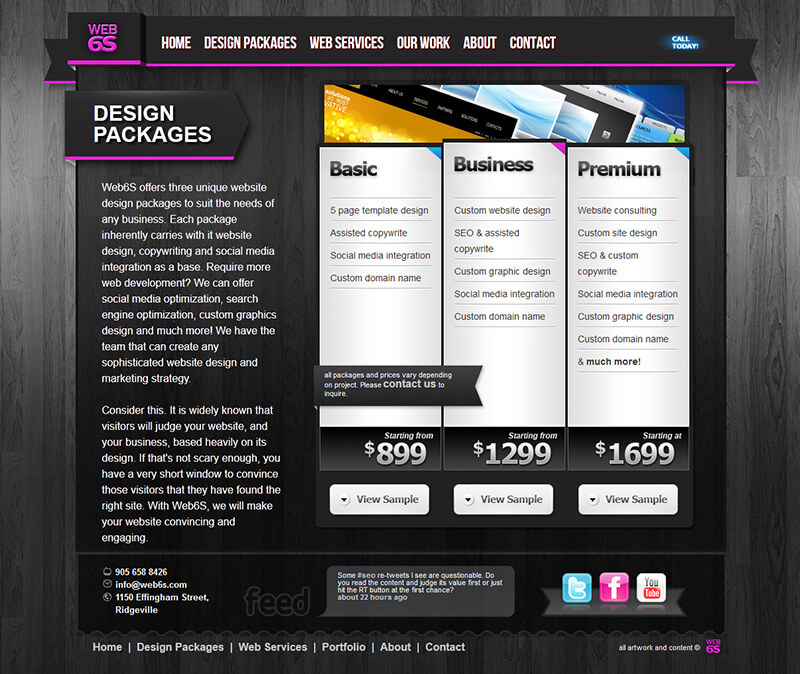 WEB
6S
HOME DESIGN PACKAGES WEB SERVICES OUR WORK ABOUT CONTACT
CALL
TODAY!
DESIGN
PACKAGES
Web6S offers three unique website
design packages to suit the needs of
any business. Each package
inherently carries with it website
design, copywriting and social media
integration as a base. Require more
web development? We can offer
social media optimization, search
engine optimization, custom graphics
design and much more! We have the
team that can create any
sophisticated website design and
marketing strategy.
Consider this. It is widely known that
visitors will judge your website, and
your business, based heavily on its
design. If that's not scary enough, you
have a very short window to convince
those visitors that they have found the
right site. With Web6S, we will make
your website convincing and
engaging.
solutions
ABOUT US
SERVICES
PARTNERS
SOLUTIONS
CONTACTS
Basic
5 page template design
Assisted copywrite
Social media integration
Custom domain name
Business
Custom website design
SEO & assisted
copywrite
Custom graphic design
Social media integration
Custom domain name
Premium
Website consulting
Custom site design
SEO & custom
copywrite
Social media integration
Custom graphic design
Custom domain name
& much more!
all packages and prices vary depending
on project. Please contact us to
inquire.
Starting from
$899
Starting from
$1299
Starting at
$1699
View Sample
View Sample
View Sample
905 658 8426
info@web6s.com
1150 Effingham Street,
Ridgeville
feed
Some #seo re-tweets I see are questionable. Do
you read the content and judge its value first or just
hit the RT button at the first chance?
about 22 hours ago
t
f
You
Tube
Home | Design Packages | Web Services | Portfolio | About | Contact
all artwork and content ©
WEB
6S